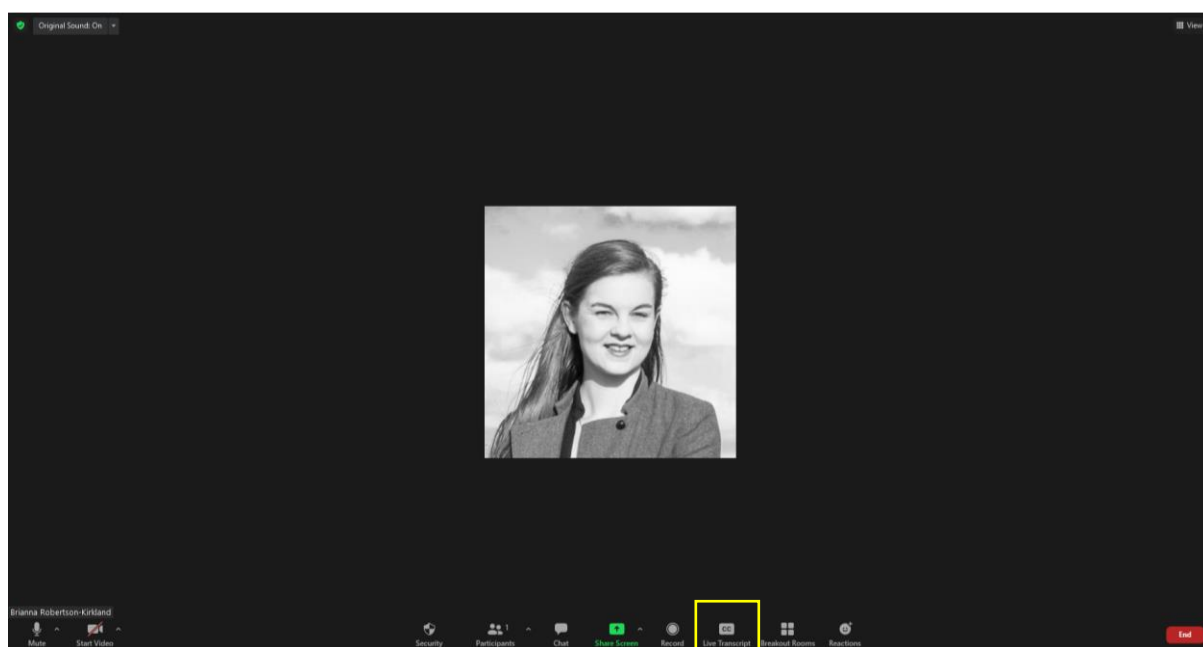 Original Sound: On
View
Brianna Robertson-Kirkland
Mute
Start Video
Security
Participants
1
Chat
Share Screen
Record
CC
Live Transcript
Breakout Rooms
Reactions
End